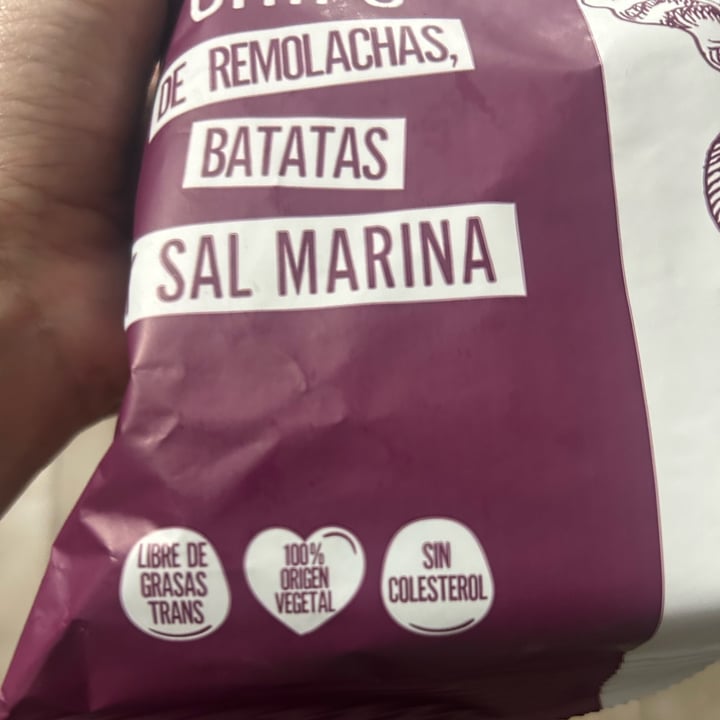 DE REMOLACHAS,
BATATAS
Y SAL MARINA
LIBRE DE
GRASAS
TRANS
100%
ORIGEN
VEGETAL
SIN
COLESTEROL